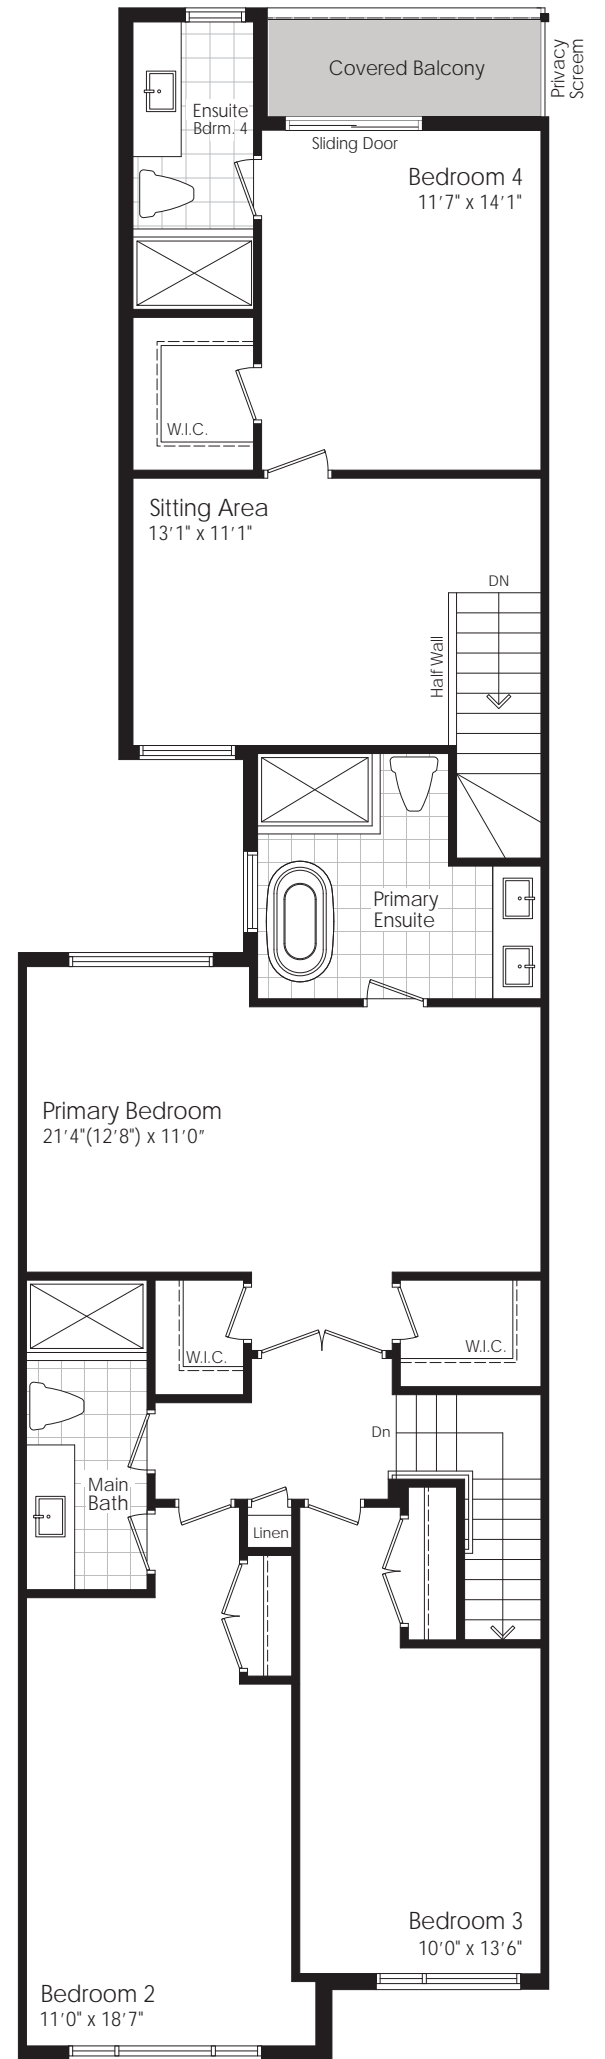 Covered Balcony
Privacy
Screem
Ensuite
Bdrm. 4
Sliding Door
Bedroom 4
11'7" x 14'1"
W.I.C.
Sitting Area
13'1" x 11'1"
DN
Half Wall
Primary
Ensuite
Primary Bedroom
21'4"(12'8") x 11'0"
W.I.C.
W.I.C.
Dn
Main
Bath
Linen
Bedroom 3
10'0" x 13'6"
Bedroom 2
11'0" x 18'7"